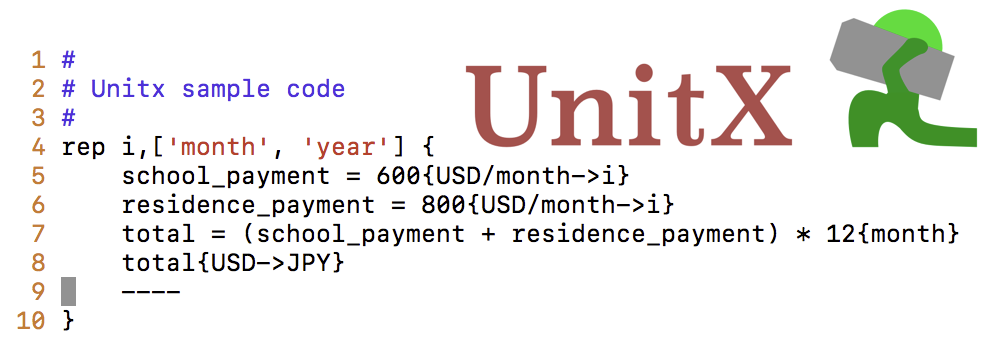 UnitX
1 #
2 # Unitx sample code
3 #
4 rep i,['month', 'year'] {
5     school_payment = 600{USD/month->i}
6     residence_payment = 800{USD/month->i}
7     total = (school_payment + residence_payment) * 12{month}
8     total{USD->JPY}
9     ----
10 }